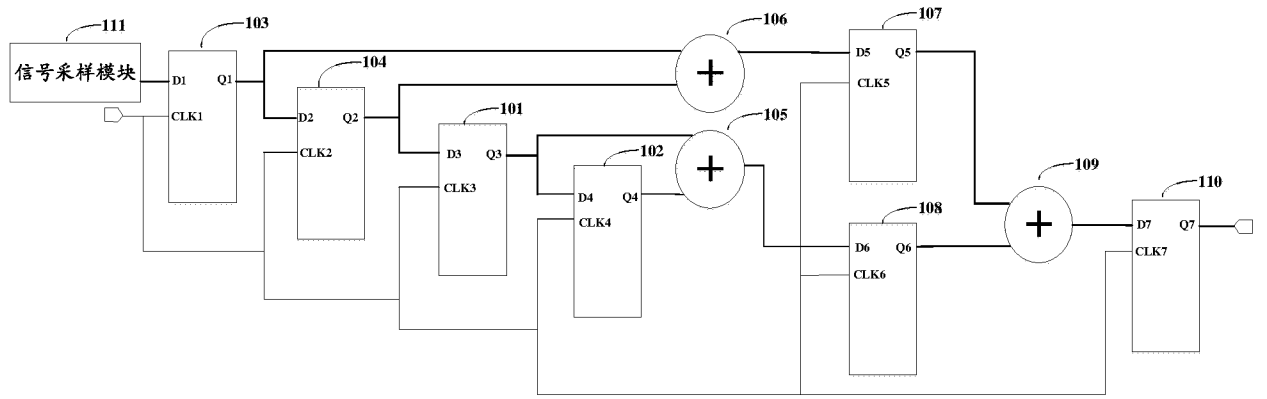 111
103
106
107
信号采样模块
D1
Q1
104
D5
Q5
CLK1
D2
Q2
101
105
CLK5
CLK2
D3
Q3
102
CLK3
D4
Q4
109
110
CLK4
108
D6
Q6
CLK6
D7
Q7
CLK7